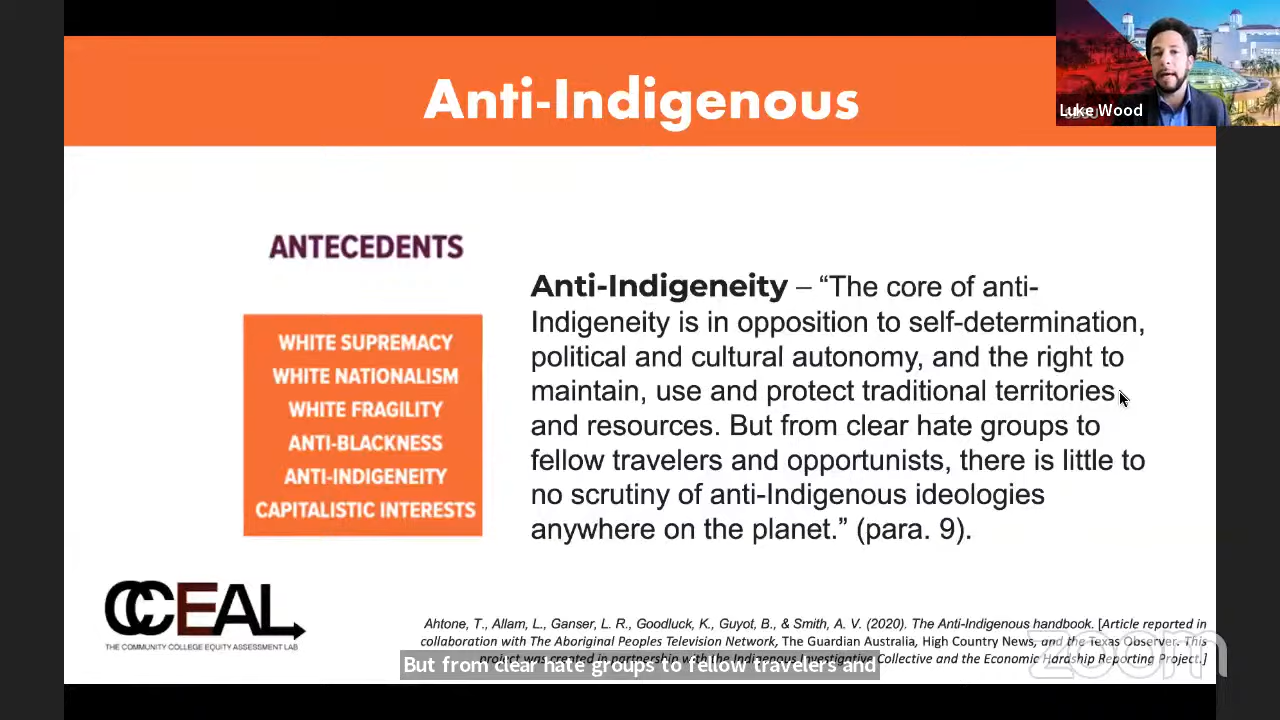 Anti-Indigenous
Luke Wood
ANTECEDENTS
WHITE SUPREMACY
WHITE NATIONALISM
WHITE FRAGILITY
ANTI-BLACKNESS
ANTI-INDIGENEITY
CAPITALISTIC INTERESTS
Anti-Indigeneity – “The core of anti-
Indigeneity is in opposition to self-determination,
political and cultural autonomy, and the right to
maintain, use and protect traditional territories
and resources. But from clear hate groups to
fellow travelers and opportunists, there is little to
no scrutiny of anti-Indigenous ideologies
anywhere on the planet.” (para. 9).
CCEAL
THE COMMUNITY COLLEGE EQUITY ASSESSMENT LAB
Ahtone, T., Allam, L., Ganser, L. R., Goodluck, K., Guyot, B., & Smith, A. V. (2020). The Anti-Indigenous handbook. [Article reported in
collaboration with The Aboriginal Peoples Television Network, The Guardian Australia, High Country News, and the Texas Observer. This
project was created in partnership with the Indigenous Investigative Collective and the Economic Hardship Reporting Project.]
But from clear hate groups to fellow travelers and
zoom